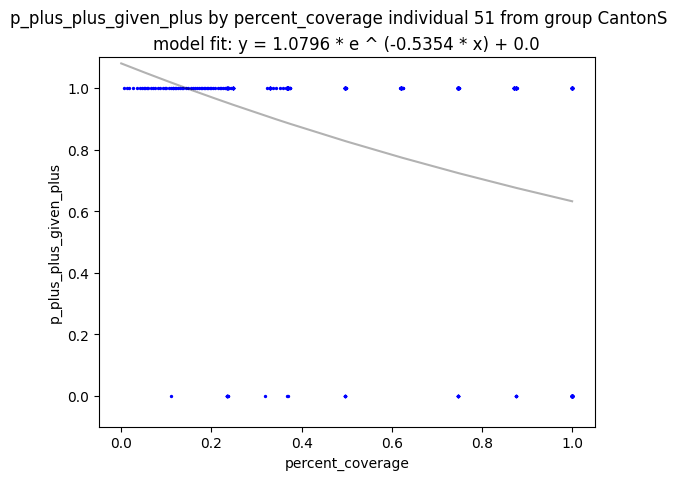 p_plus_plus_given_plus by percent_coverage individual 51 from group CantonS
model fit: y = 1.0796 * e ^ (-0.5354 * x) + 0.0
1.0
0.8
0.6
0.4
0.2
0.0
p_plus_plus_given_plus
0.0 0.2 0.4 0.6 0.8 1.0
percent_coverage